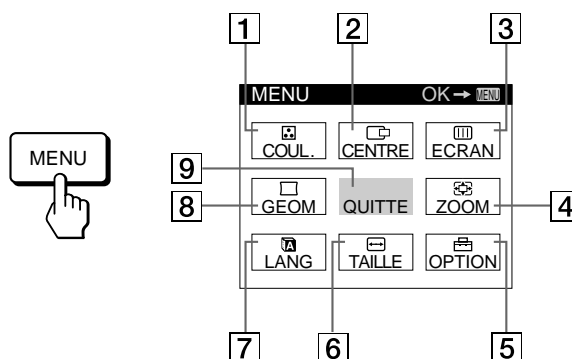 1 2 3
MENU OK→ MENU
MENU
COUL. CENTRE ECRAN
9
8 GEOM QUITTE ZOOM 4
LANG TAILLE OPTION
7 6 5